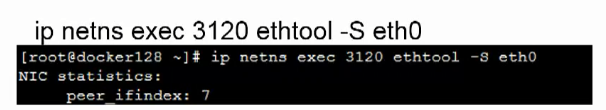 ip netns exec 3120 ethtool -S eth0
[root@docker128 ~]# ip netns exec 3120 ethtool -S eth0
NIC statistics:
peer_ifindex: 7